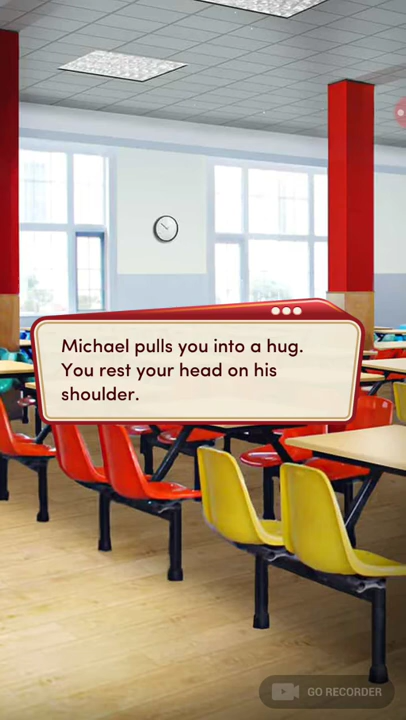 Michael pulls you into a hug.
You rest your head on his
shoulder.
GO RECORDER